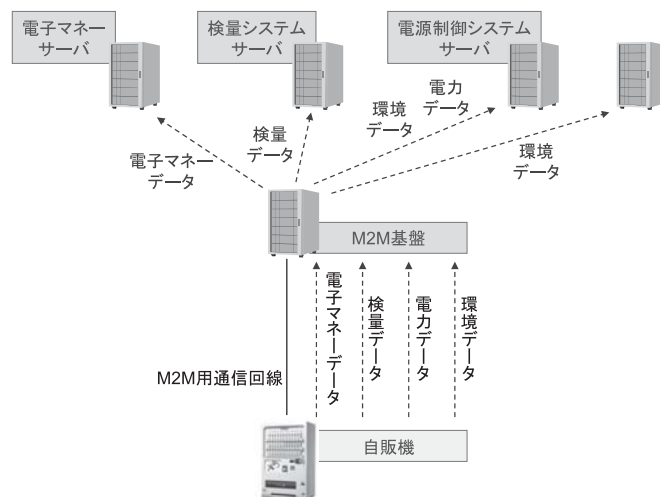 電子マネー
サーバ
検量システム
サーバ
電源制御システム
サーバ
電力
データ
環境
データ
検量
データ
電子マネー
データ
環境
データ
M2M基盤
電子マネーデータ
検量データ
電力データ
環境データ
M2M用通信回線
自販機